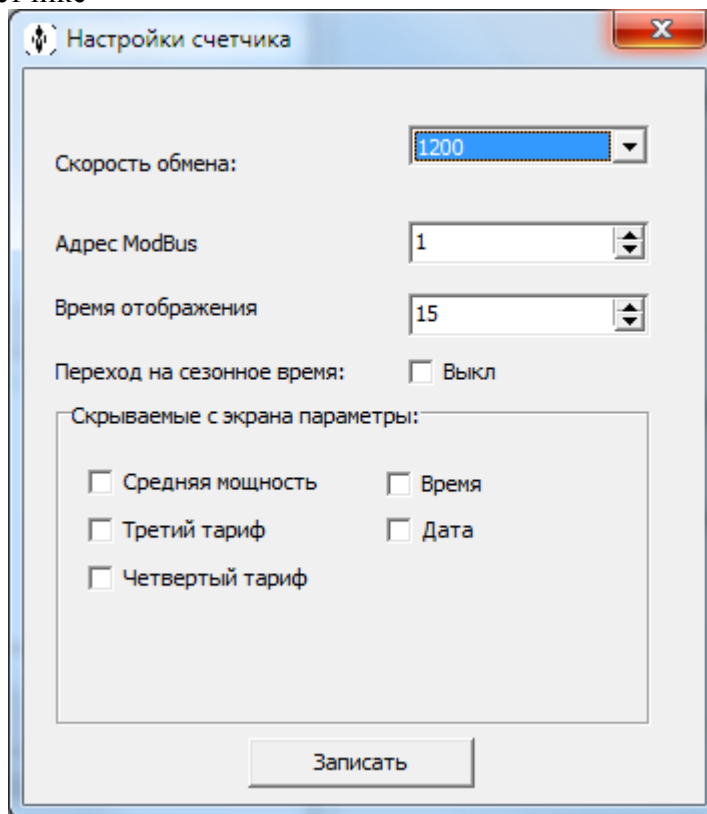 Настройки счетчика
Скорость обмена: 1200
Адрес ModBus 1
Время отображения 15
Переход на сезонное время: Выкл
Скрываемые с экрана параметры:
Средняя мощность Время
Третий тариф Дата
Четвертый тариф
Записать